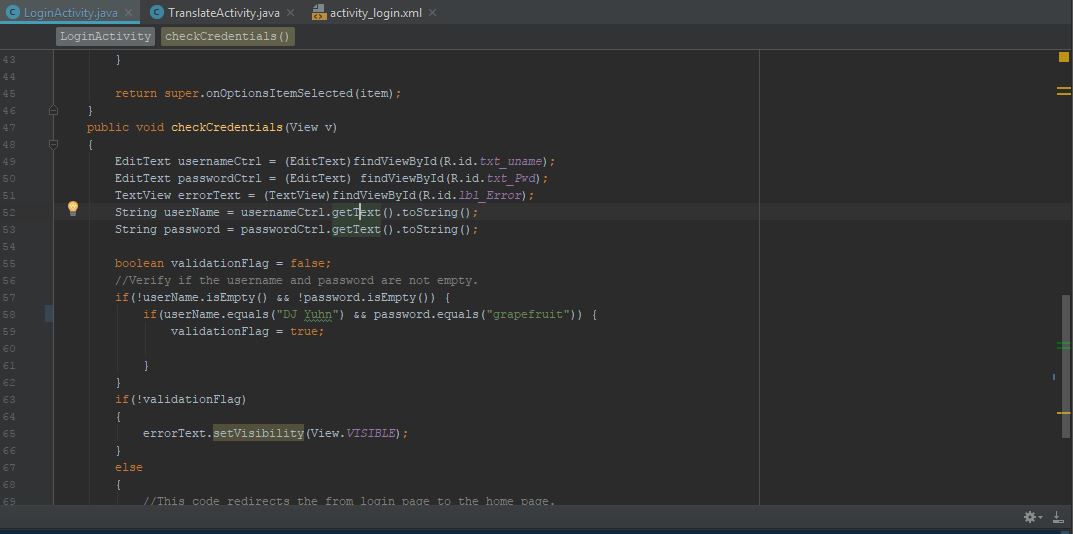 LoginActivity.java × TranslateActivity.java × activity_login.xml ×
LoginActivity checkCredentials()
43 }
44
45 return super.onOptionsItemSelected(item);
46 }
47 public void checkCredentials(View v)
48 {
49 EditText usernameCtrl = (EditText)findViewById(R.id.txt_uname);
50 EditText passwordCtrl = (EditText) findViewById(R.id.txt_Pwd);
51 TextView errorText = (TextView)findViewById(R.id.lbl_Error);
52 String userName = usernameCtrl.getText().toString();
53 String password = passwordCtrl.getText().toString();
54
55 boolean validationFlag = false;
56 //Verify if the username and password are not empty.
57 if(!userName.isEmpty() && !password.isEmpty()) {
58 if(userName.equals("DJ Yuhn") && password.equals("grapefruit")) {
59 validationFlag = true;
60
61 }
62 }
63 if(!validationFlag)
64 {
65 errorText.setVisibility(View.VISIBLE);
66 }
67 else
68 {
69 //This code redirects the from login page to the home page.